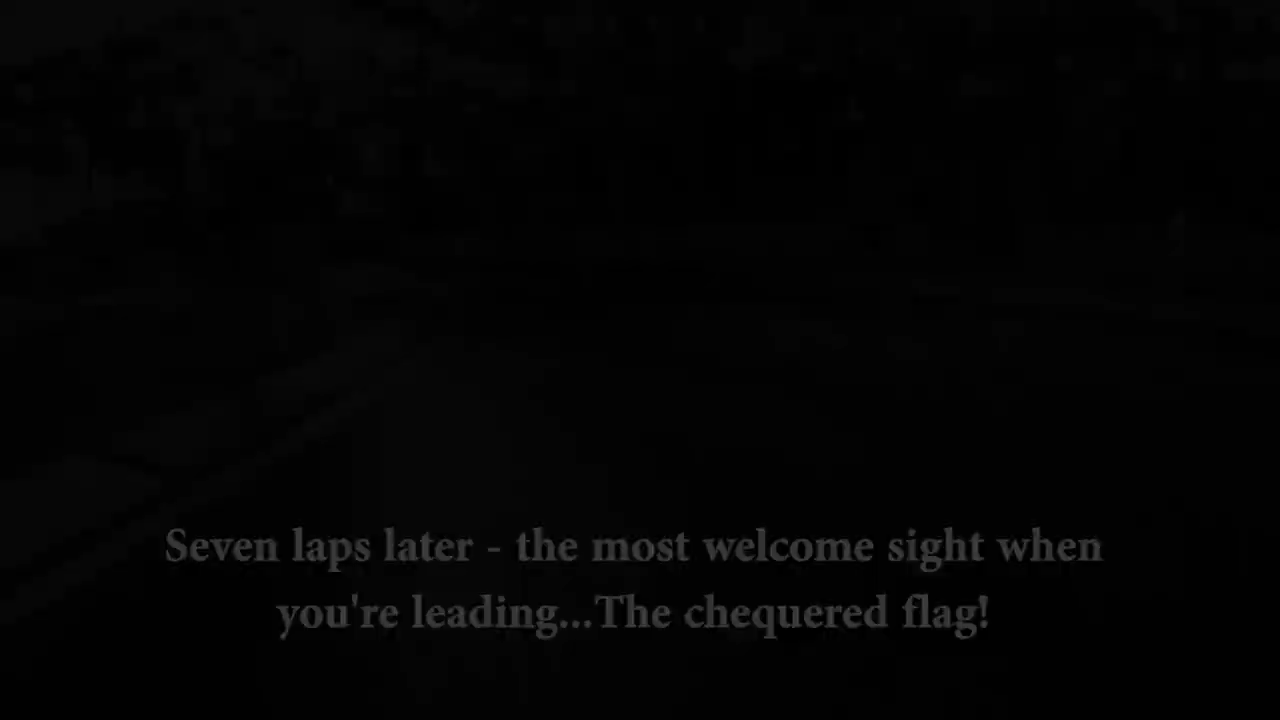 Seven laps later - the most welcome sight when
you're leading...The chequered flag!